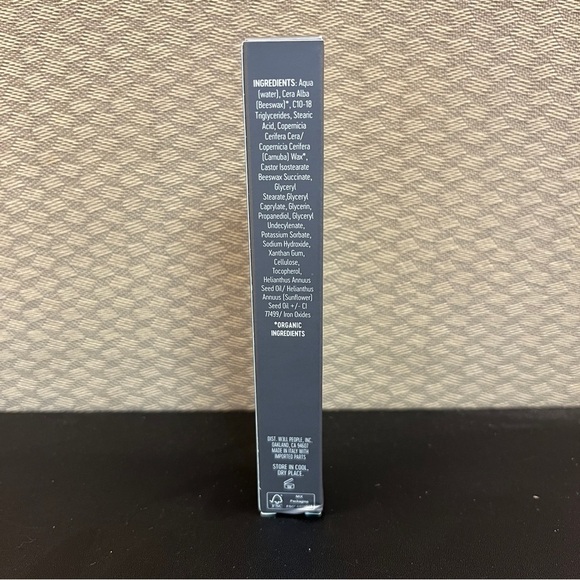 INGREDIENTS: Aqua
(water), Cera Alba
(Beeswax)*, C10-18
Triglycerides, Stearic
Acid, Copernicia
Cerifera Cera/
Copernicia Cerifera
(Carnuba) Wax*,
Castor Isostearate
Beeswax Succinate,
Glyceryl
Stearate,Glyceryl
Caprylate, Glycerin,
Propanediol, Glyceryl
Undecylenate,
Potassium Sorbate,
Sodium Hydroxide,
Xanthan Gum,
Cellulose,
Tocopherol,
Helianthus Annuus
Seed Oil/ Helianthus
Annuus (Sunflower)
Seed Oil +/- CI
77499/ Iron Oxides
*ORGANIC
INGREDIENTS
DIST. W3LL PEOPLE, INC.
OAKLAND, CA 94607
MADE IN ITALY WITH
IMPORTED PARTS
STORE IN COOL,
DRY PLACE.
FSC
MIX
Packaging